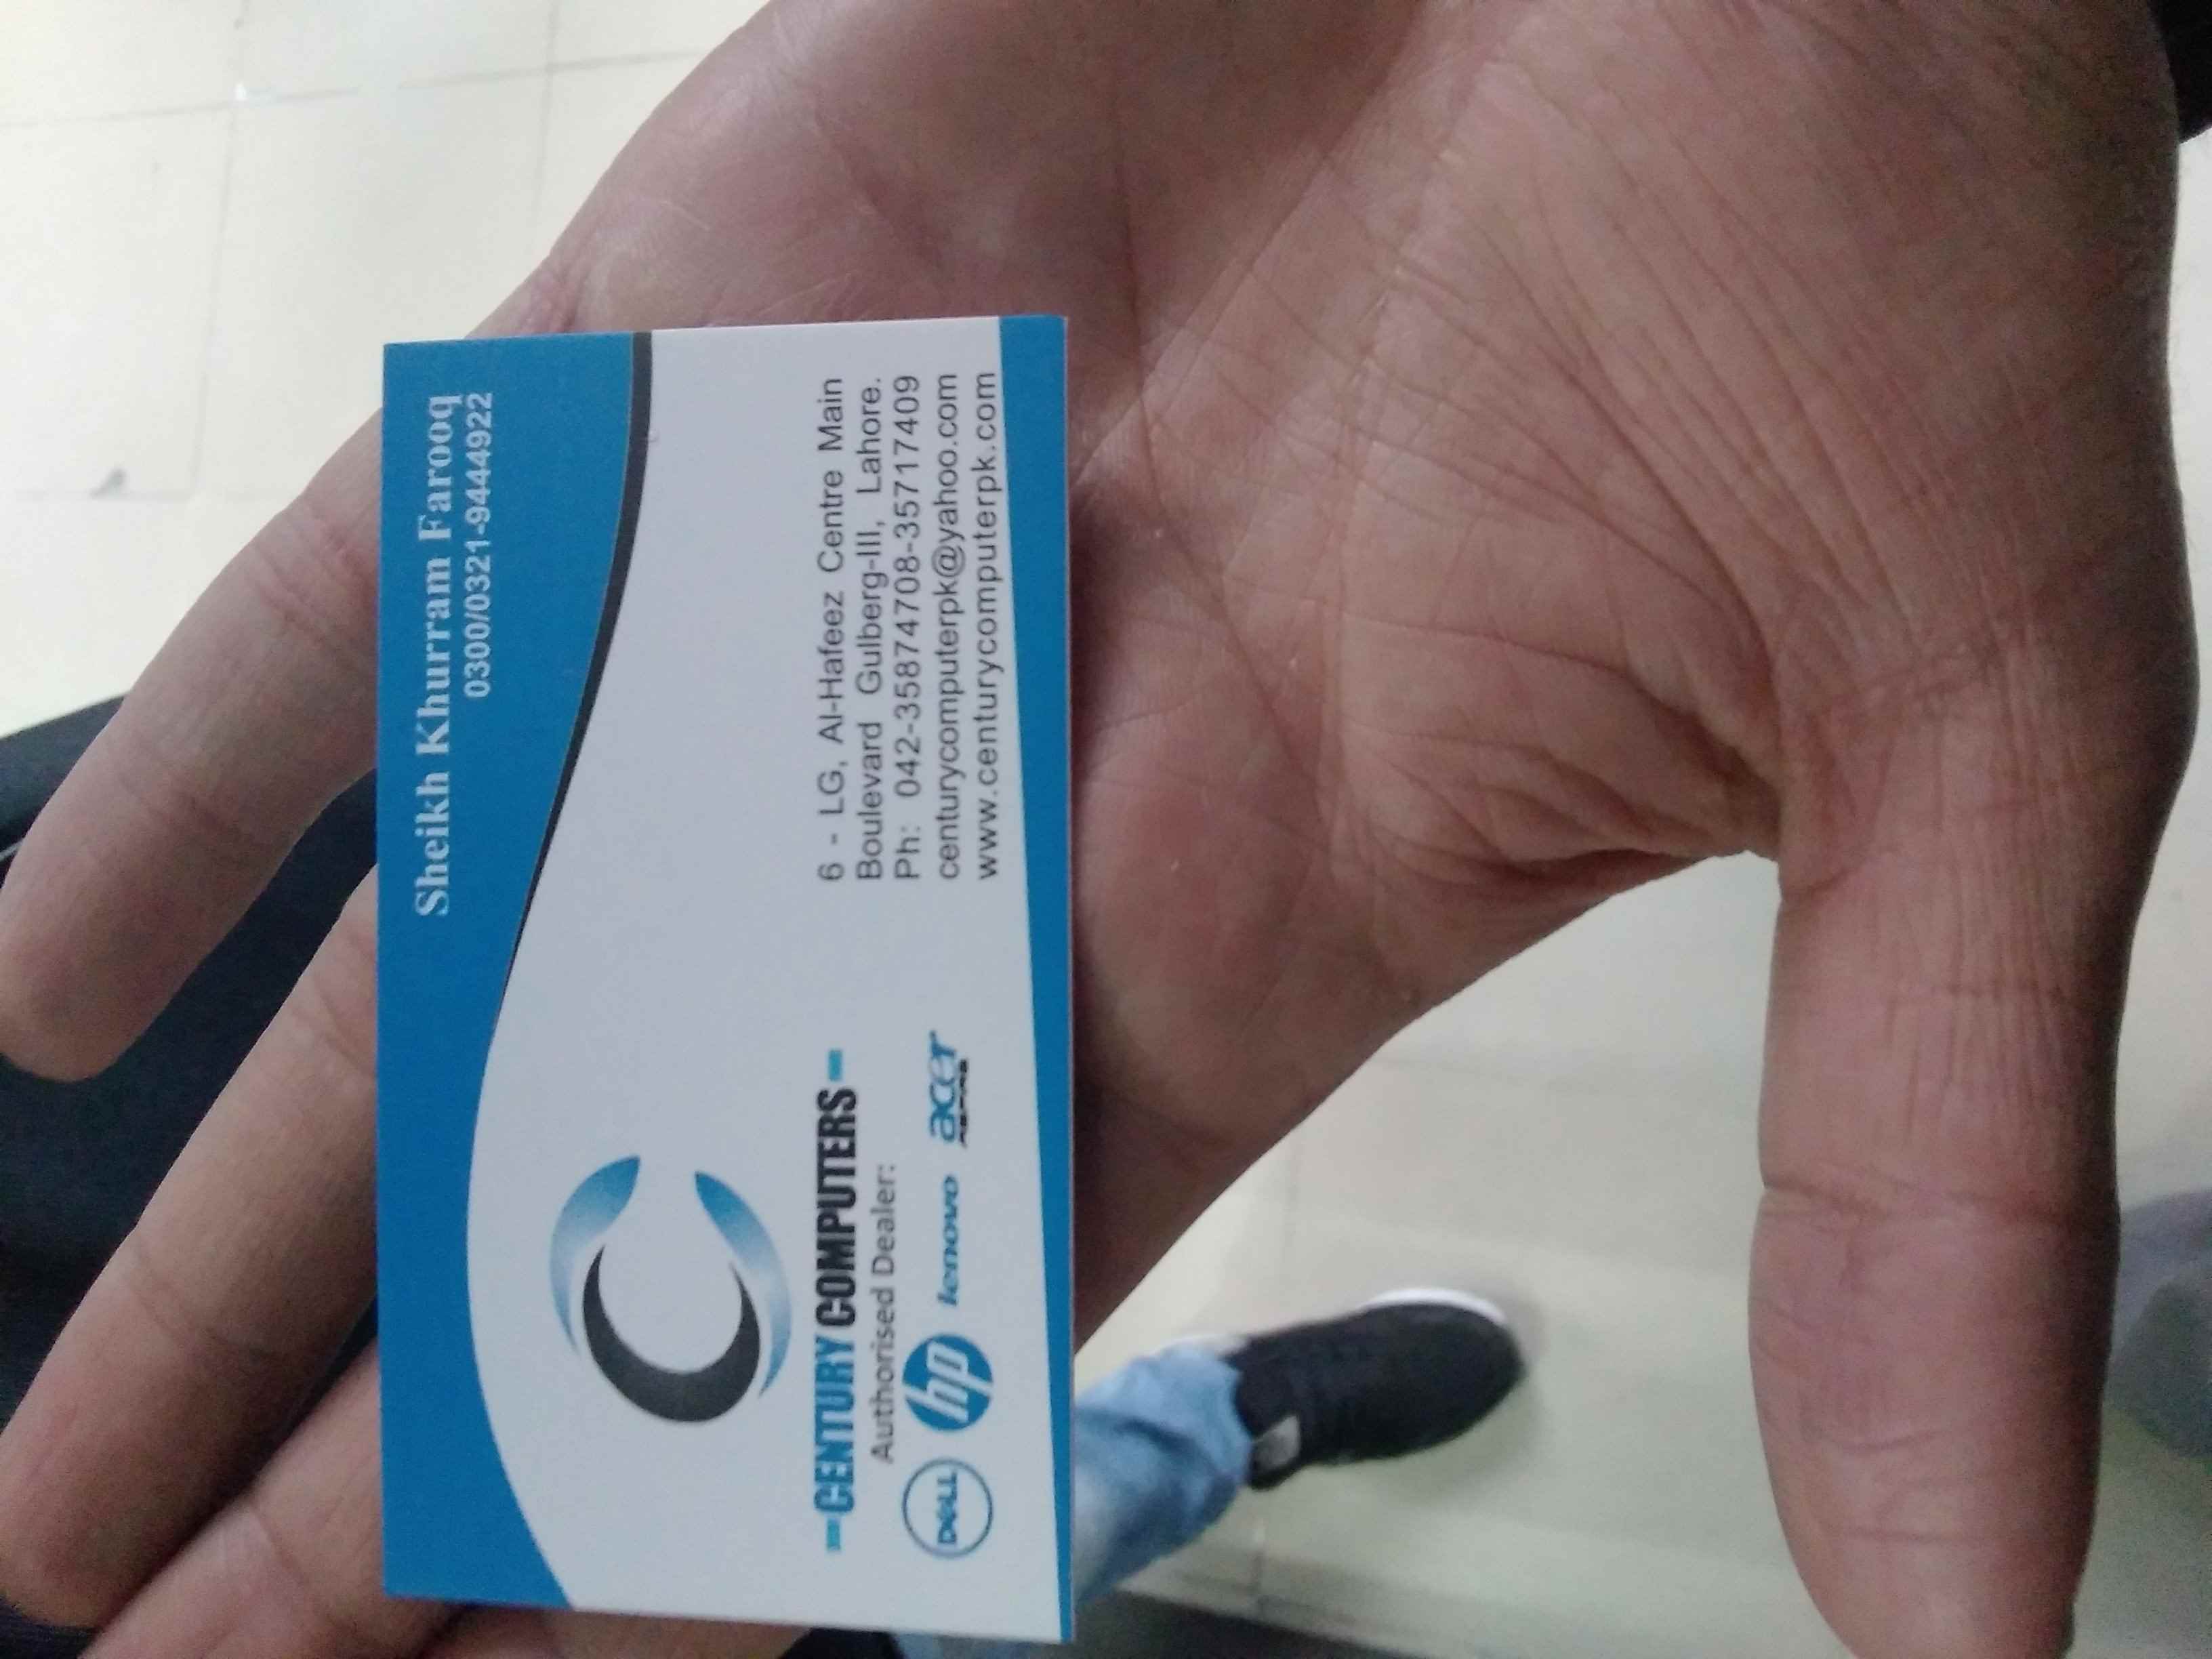 Sheikh Khurram Farooq
0300/0321-9444922
CENTURY COMPUTERS
Authorised Dealer:
DELL hp lenovo acer
ASPIRE
6 - LG, Al-Hafeez Centre Main
Boulevard Gulberg-III, Lahore.
Ph: 042-35874708-35717409
centurycomputerpk@yahoo.com
www.centurycomputerpk.com